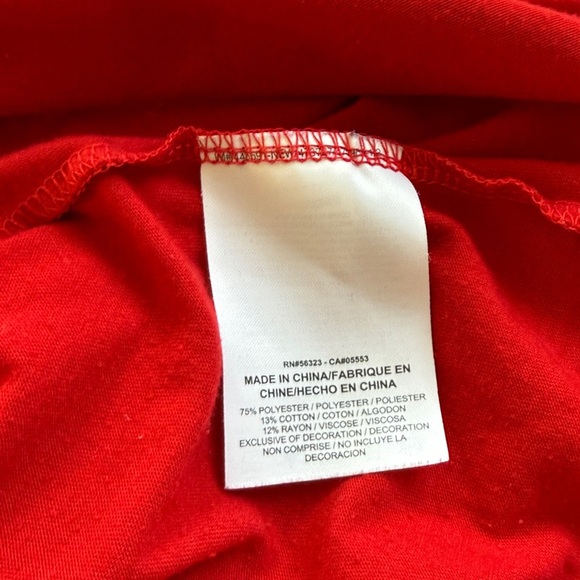 RN#56323 - CA#05553
MADE IN CHINA/FABRIQUE EN
CHINE/HECHO EN CHINA
75% POLYESTER / POLYESTER / POLIESTER
13% COTTON / COTON / ALGODON
12% RAYON / VISCOSE / VISCOSA
EXCLUSIVE OF DECORATION / DECORATION
NON COMPRISE / NO INCLUYE LA
DECORACION